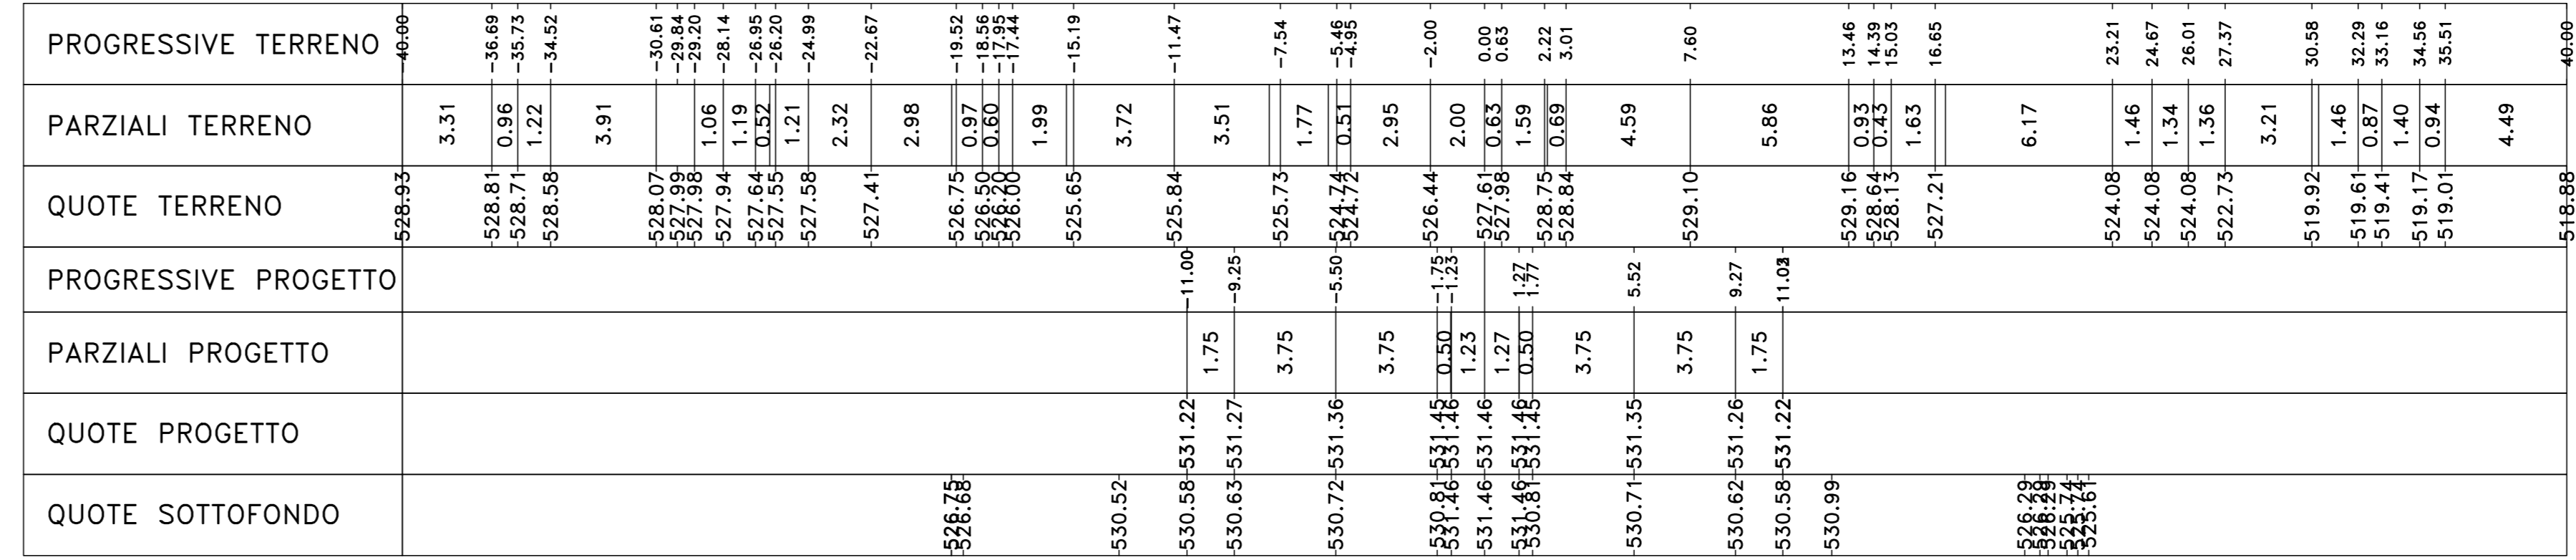 PROGRESSIVE TERRENO -40.00 -36.69 -35.73 -34.52 -30.61 -29.84 -29.20 -28.14 -26.95 -26.20 -24.99 -22.67 -19.52 -18.56 -17.95 -17.44 -15.19 -11.47 -7.54 -5.46 -4.95 -2.00 0.00 0.63 2.22 3.01 7.60 13.46 14.39 15.03 16.65 23.21 24.67 26.01 27.37 30.58 32.29 33.16 34.56 35.51 40.00
PARZIALI TERRENO 3.31 0.96 1.22 3.91 1.06 1.19 0.52 1.21 2.32 2.98 0.97 0.60 1.99 3.72 3.51 1.77 0.51 2.95 2.00 0.63 1.59 0.69 4.59 5.86 0.93 0.43 1.63 6.17 1.46 1.34 1.36 3.21 1.46 0.87 1.40 0.94 4.49
QUOTE TERRENO 528.93 528.81 528.71 528.58 528.07 527.99 527.98 527.94 527.64 527.55 527.58 527.41 526.75 526.50 526.20 526.00 525.65 525.84 525.73 524.74 524.72 526.44 527.61 527.98 528.75 528.84 529.10 529.16 528.64 528.13 527.21 524.08 524.08 524.08 522.73 519.92 519.61 519.41 519.17 519.01 518.88
PROGRESSIVE PROGETTO -11.00 -9.25 -5.50 -1.75 -1.23 1.27 1.77 5.52 9.27
PARZIALI PROGETTO 1.75 3.75 3.75 0.50 1.23 1.27 0.50 3.75 3.75 1.75
QUOTE PROGETTO 531.22 531.27 531.36 531.45 531.46 531.46 531.46 531.45 531.35 531.26 531.22
QUOTE SOTTOFONDO 526.75 526.68 530.52 530.58 530.63 530.72 530.81 531.46 531.46 531.46 530.81 530.71 530.62 530.58 530.99 526.29 526.29 525.74 525.61